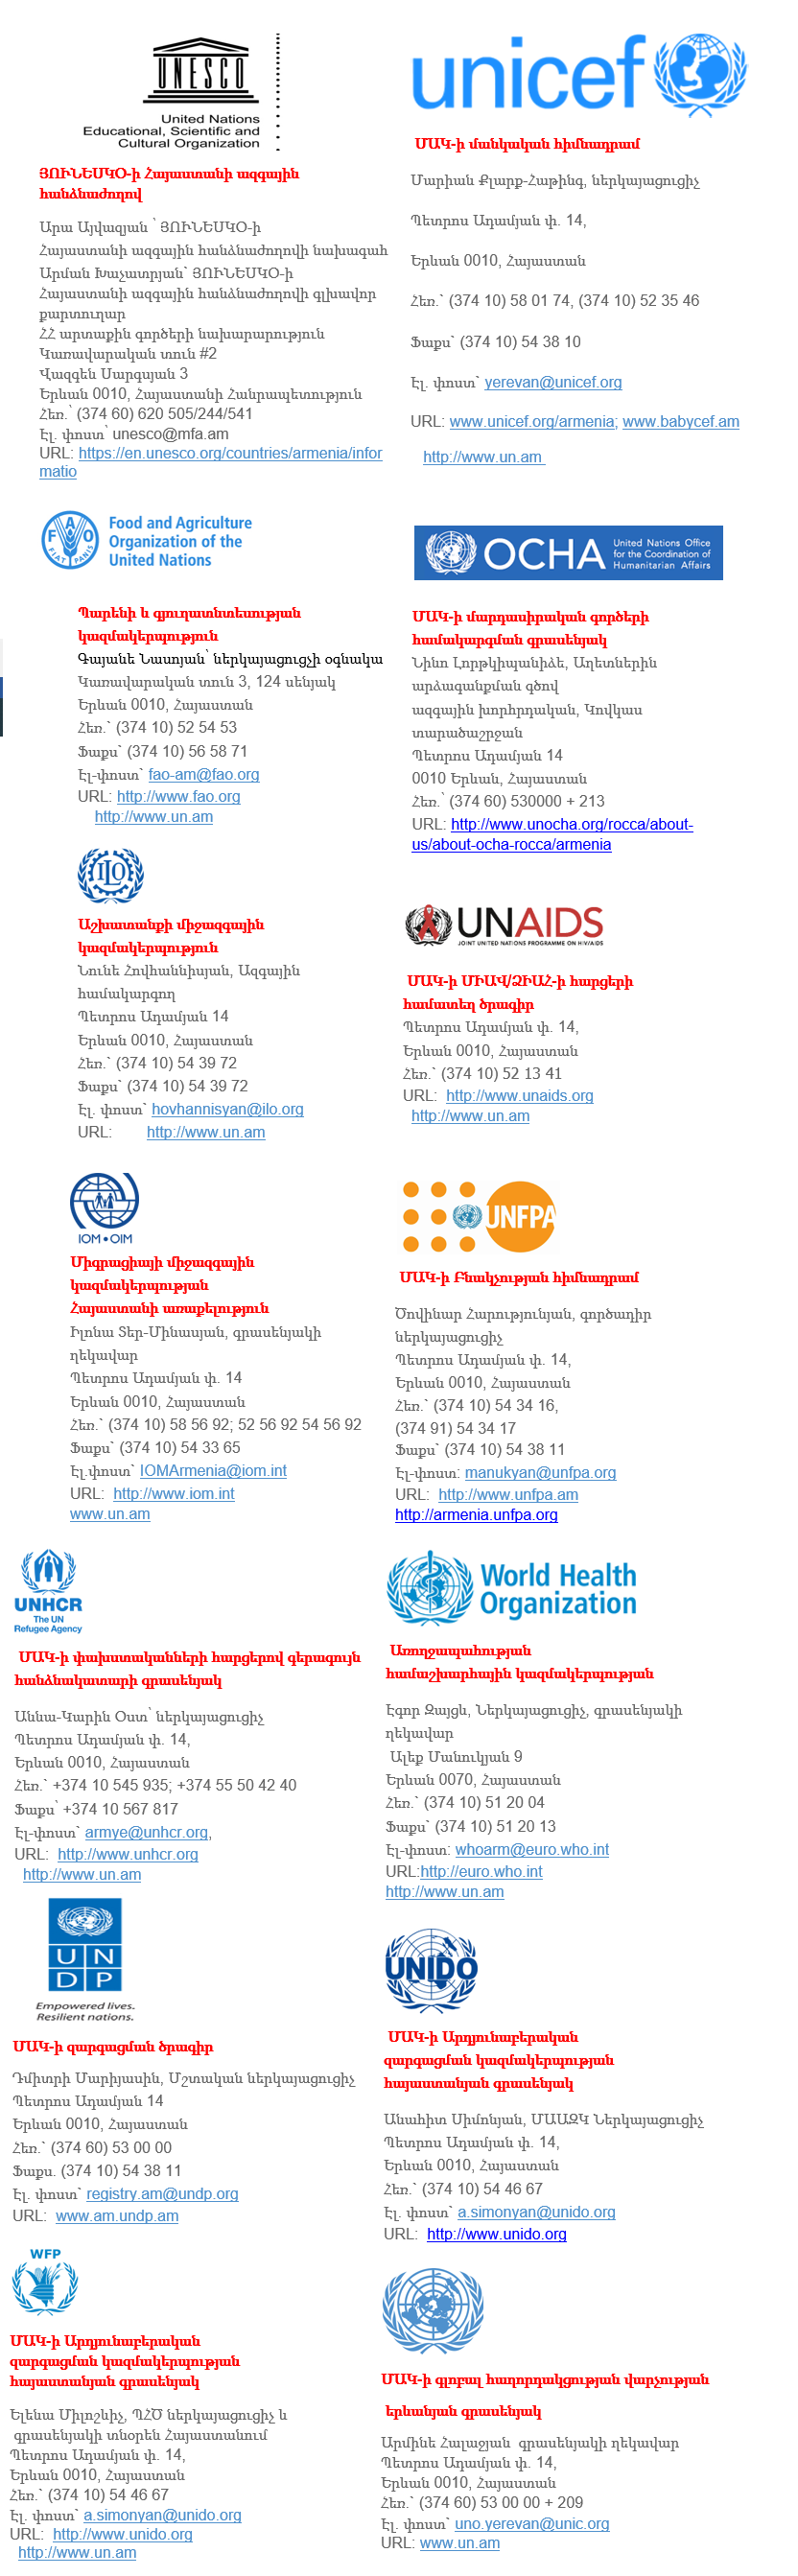 UNESCO
United Nations
Educational, Scientific and
Cultural Organization
ՅՈՒՆԵՍԿՕ-ի Հայաստանի ազգային
հանձնաժողով
Արա Այվազյան ՝ ՅՈՒՆԵՍԿՕ-ի
Հայաստանի ազգային հանձնաժողովի նախագահ
Արման Խաչատրյան՝ ՅՈՒՆԵՍԿՕ-ի
Հայաստանի ազգային հանձնաժողովի գլխավոր
քարտուղար
ՀՀ արտաքին գործերի նախարարություն
Կառավարական տուն #2
Վազգեն Սարգսյան 3
Երևան 0010, Հայաստանի Հանրապետություն
Հեռ.՝ (374 60) 620 505/244/541
Էլ. փոստ՝ unesco@mfa.am
URL: https://en.unesco.org/countries/armenia/infor
matio
unicef
ՄԱԿ-ի մանկական հիմնադրամ
Մարիան Քլարք-Հաթինգ, ներկայացուցիչ
Պետրոս Ադամյան փ. 14,
Երևան 0010, Հայաստան
Հեռ.` (374 10) 58 01 74, (374 10) 52 35 46
Ֆաքս` (374 10) 54 38 10
Էլ. փոստ` yerevan@unicef.org
URL: www.unicef.org/armenia; www.babycef.am
http://www.un.am
FAO
FIAT PANIS
Food and Agriculture
Organization of the
United Nations
Պարենի և գյուղատնտեսության
կազմակերպություն
Գայանե Նասոյան՝ ներկայացուցչի օգնակա
Կառավարական տուն 3, 124 սենյակ
Երևան 0010, Հայաստան
Հեռ.` (374 10) 52 54 53
Ֆաքս` (374 10) 56 58 71
Էլ-փոստ` fao-am@fao.org
URL: http://www.fao.org
http://www.un.am
OCHA
United Nations Office
for the Coordination of
Humanitarian Affairs
ՄԱԿ-ի մարդասիրական գործերի
համակարգման գրասենյակ
Նինո Լորթկիպանիձե, Աղետներին
արձագանքման գծով
ազգային խորհրդական, Կովկաս
տարածաշրջան
Պետրոս Ադամյան 14
0010 Երևան, Հայաստան
Հեռ.՝ (374 60) 530000 + 213
URL: http://www.unocha.org/rocca/about-
us/about-ocha-rocca/armenia
ILO
Աշխատանքի միջազգային
կազմակերպություն
Նունե Հովհաննիսյան, Ազգային
համակարգող
Պետրոս Ադամյան 14
Երևան 0010, Հայաստան
Հեռ.` (374 10) 54 39 72
Ֆաքս` (374 10) 54 39 72
Էլ. փոստ` hovhannisyan@ilo.org
URL: http://www.un.am
UNAIDS
JOINT UNITED NATIONS PROGRAMME ON HIV/AIDS
ՄԱԿ-ի ՄԻԱՎ/ՁԻԱՀ-ի հարցերի
համատեղ ծրագիր
Պետրոս Ադամյան փ. 14,
Երևան 0010, Հայաստան
Հեռ.` (374 10) 52 13 41
URL: http://www.unaids.org
http://www.un.am
IOM•OIM
Միգրացիայի միջազգային
կազմակերպության
Հայաստանի առաքելություն
Իլոնա Տեր-Մինասյան, գրասենյակի
ղեկավար
Պետրոս Ադամյան փ. 14
Երևան 0010, Հայաստան
Հեռ.` (374 10) 58 56 92; 52 56 92 54 56 92
Ֆաքս` (374 10) 54 33 65
Էլ.փոստ` IOMArmenia@iom.int
URL: http://www.iom.int
www.un.am
UNFPA
ՄԱԿ-ի Բնակչության հիմնադրամ
Ծովինար Հարությունյան, գործադիր
ներկայացուցիչ
Պետրոս Ադամյան փ. 14,
Երևան 0010, Հայաստան
Հեռ.` (374 10) 54 34 16,
(374 91) 54 34 17
Ֆաքս` (374 10) 54 38 11
Էլ-փոստ: manukyan@unfpa.org
URL: http://www.unfpa.am
http://armenia.unfpa.org
UNHCR
The UN
Refugee Agency
ՄԱԿ-ի փախստականների հարցերով գերագույն
հանձնակատարի գրասենյակ
Աննա-Կարին Օստ՝ ներկայացուցիչ
Պետրոս Ադամյան փ. 14,
Երևան 0010, Հայաստան
Հեռ.` +374 10 545 935; +374 55 50 42 40
Ֆաքս՝ +374 10 567 817
Էլ-փոստ` armye@unhcr.org,
URL: http://www.unhcr.org
http://www.un.am
World Health
Organization
Առողջապահության
համաշխարհային կազմակերպության
Էգոր Զայցև, Ներկայացուցիչ, գրասենյակի
ղեկավար
Ալեք Մանուկյան 9
Երևան 0070, Հայաստան
Հեռ.` (374 10) 51 20 04
Ֆաքս` (374 10) 51 20 13
Էլ-փոստ: whoarm@euro.who.int
URL:http://euro.who.int
http://www.un.am
UN
DP
Empowered lives.
Resilient nations.
ՄԱԿ-ի զարգացման ծրագիր
Դմիտրի Մարիյասին, Մշտական ներկայացուցիչ
Պետրոս Ադամյան 14
Երևան 0010, Հայաստան
Հեռ.` (374 60) 53 00 00
Ֆաքս. (374 10) 54 38 11
Էլ. փոստ` registry.am@undp.org
URL: www.am.undp.am
UNIDO
ՄԱԿ-ի Արդյունաբերական
զարգացման կազմակերպության
հայաստանյան գրասենյակ
Անահիտ Սիմոնյան, ՄԱԱԶԿ Ներկայացուցիչ
Պետրոս Ադամյան փ. 14,
Երևան 0010, Հայաստան
Հեռ.` (374 10) 54 46 67
Էլ. փոստ` a.simonyan@unido.org
URL: http://www.unido.org
WFP
ՄԱԿ-ի Արդյունաբերական
զարգացման կազմակերպության
հայաստանյան գրասենյակ
Ելենա Միլոշևիչ, ՊՀԾ ներկայացուցիչ և
գրասենյակի տնօրեն Հայաստանում
Պետրոս Ադամյան փ. 14,
Երևան 0010, Հայաստան
Հեռ.` (374 10) 54 46 67
Էլ. փոստ` a.simonyan@unido.org
URL: http://www.unido.org
http://www.un.am
ՄԱԿ-ի գլոբալ հաղորդակցության վարչության
երևանյան գրասենյակ
Արմինե Հալաջյան գրասենյակի ղեկավար
Պետրոս Ադամյան փ. 14,
Երևան 0010, Հայաստան
Հեռ.` (374 60) 53 00 00 + 209
Էլ. փոստ` uno.yerevan@unic.org
URL: www.un.am